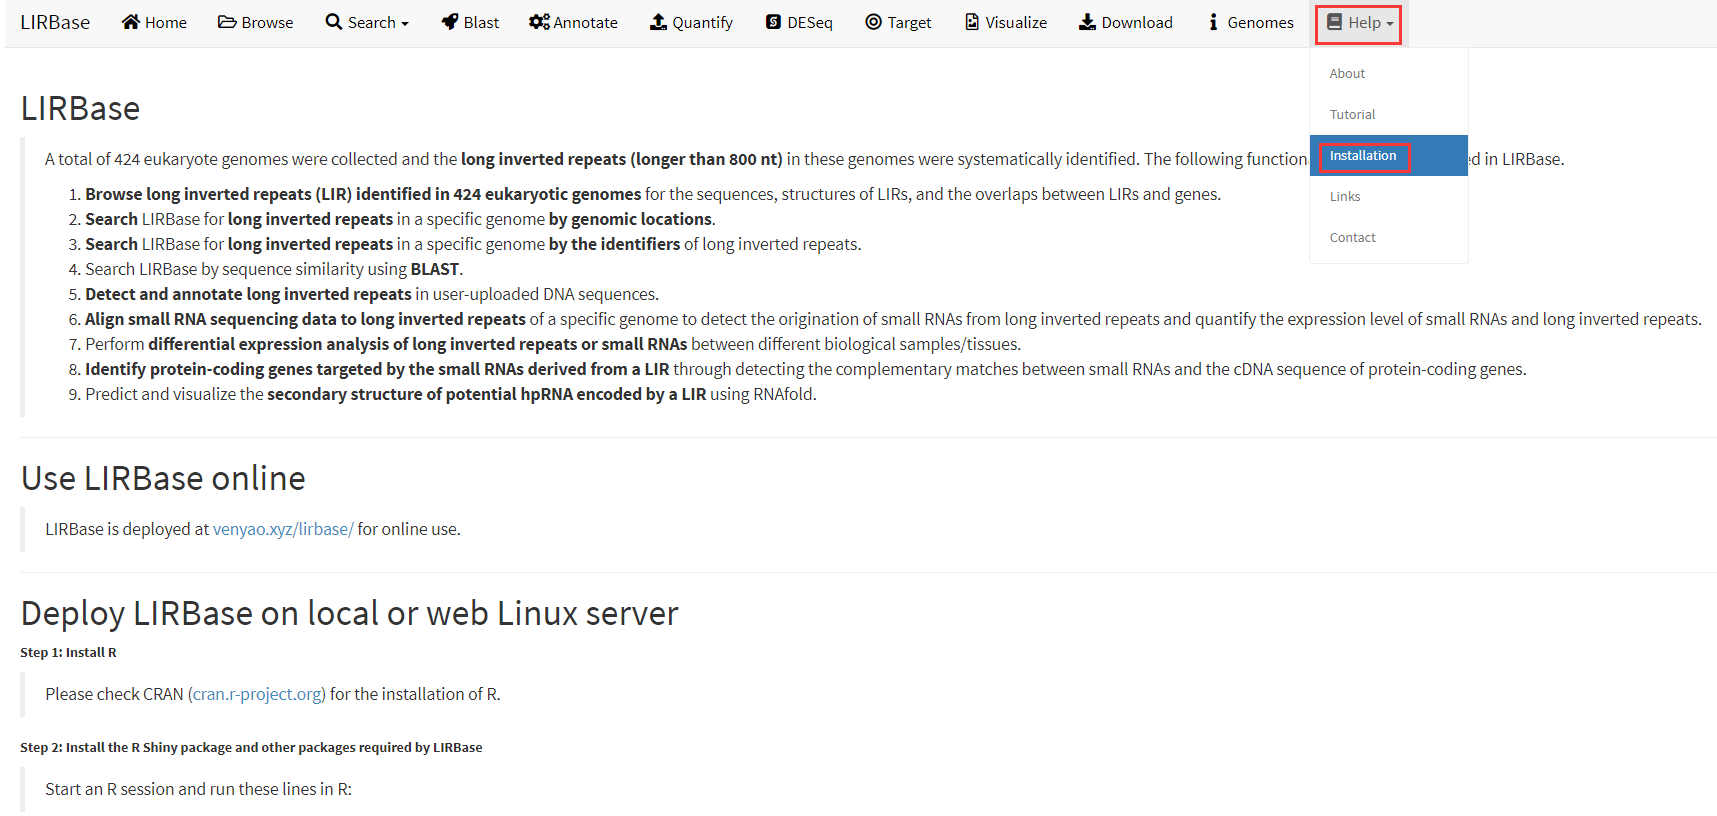 LIRBase Home Browse Search Blast Annotate Quantify DESeq Target Visualize Download Genomes Help
About
Tutorial
Installation
Links
Contact
LIRBase
A total of 424 eukaryote genomes were collected and the long inverted repeats (longer than 800 nt) in these genomes were systematically identified. The following in LIRBase.
1. Browse long inverted repeats (LIR) identified in 424 eukaryotic genomes for the sequences, structures of LIRs, and the overlaps between LIRs and genes.
2. Search LIRBase for long inverted repeats in a specific genome by genomic locations.
3. Search LIRBase for long inverted repeats in a specific genome by the identifiers of long inverted repeats.
4. Search LIRBase by sequence similarity using BLAST.
5. Detect and annotate long inverted repeats in user-uploaded DNA sequences.
6. Align small RNA sequencing data to long inverted repeats of a specific genome to detect the origination of small RNAs from long inverted repeats and quantify the expression level of small RNAs and long inverted repeats.
7. Perform differential expression analysis of long inverted repeats or small RNAs between different biological samples/tissues.
8. Identify protein-coding genes targeted by the small RNAs derived from a LIR through detecting the complementary matches between small RNAs and the cDNA sequence of protein-coding genes.
9. Predict and visualize the secondary structure of potential hpRNA encoded by a LIR using RNAfold.
Use LIRBase online
LIRBase is deployed at venyao.xyz/lirbase/ for online use.
Deploy LIRBase on local or web Linux server
Step 1: Install R
Please check CRAN (cran.r-project.org) for the installation of R.
Step 2: Install the R Shiny package and other packages required by LIRBase
Start an R session and run these lines in R: